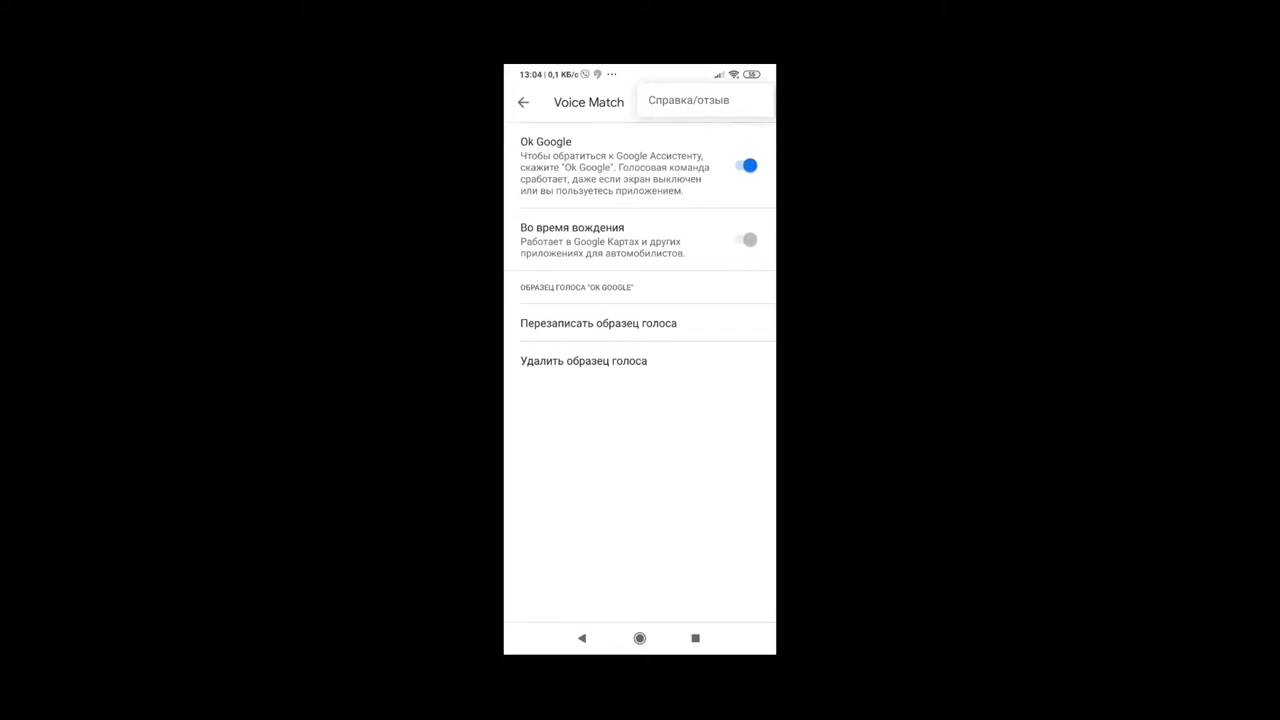 13:04 | 0,1 КБ/с ...
55
Voice Match
Справка/отзыв
Ok Google
Чтобы обратиться к Google Ассистенту,
скажите "Ok Google". Голосовая команда
сработает, даже если экран выключен
или вы пользуетесь приложением.
Во время вождения
Работает в Google Картах и других
приложениях для автомобилистов.
ОБРАЗЕЦ ГОЛОСА "OK GOOGLE"
Перезаписать образец голоса
Удалить образец голоса